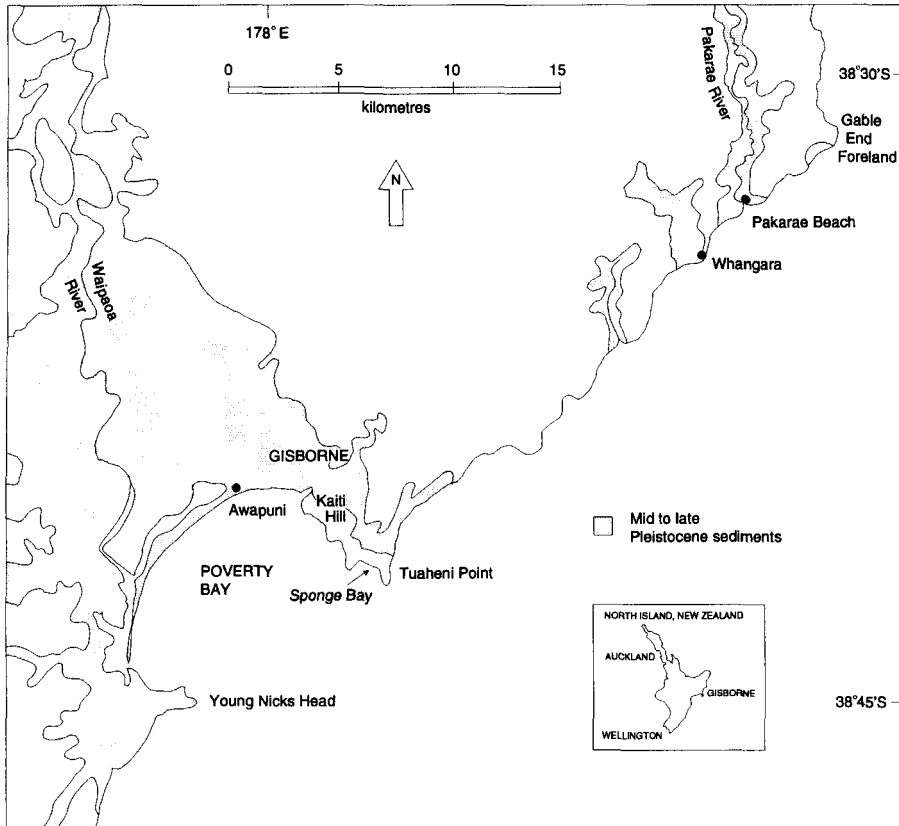 178° E
0 5 10 15
kilometres
N
Pakarae River
38°30'S
Gable
End
Foreland
Pakarae Beach
Whangara
Waipaoa
River
GISBORNE
Awapuni
Kaiti
Hill
POVERTY
BAY
Sponge Bay
Tuaheni Point
Mid to late
Pleistocene sediments
NORTH ISLAND, NEW ZEALAND
AUCKLAND
GISBORNE
WELLINGTON
Young Nicks Head
38°45'S